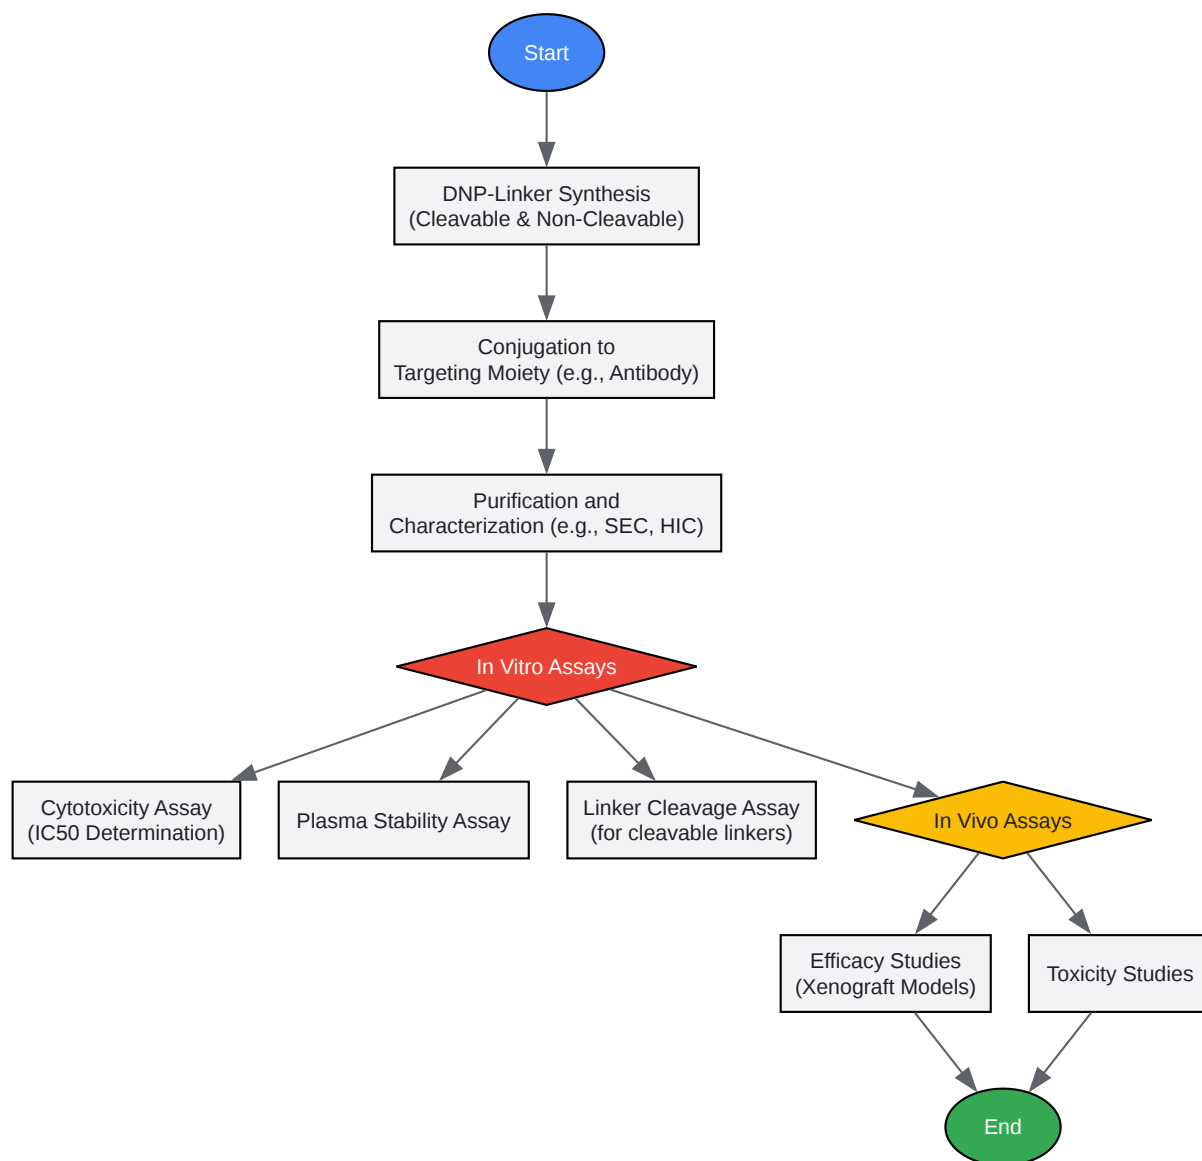 Start
DNP-Linker Synthesis
(Cleavable & Non-Cleavable)
Conjugation to
Targeting Moiety (e.g., Antibody)
Purification and
Characterization (e.g., SEC, HIC)
In Vitro Assays
Cytotoxicity Assay
(IC50 Determination)
Plasma Stability Assay
Linker Cleavage Assay
(for cleavable linkers)
In Vivo Assays
Efficacy Studies
(Xenograft Models)
Toxicity Studies
End